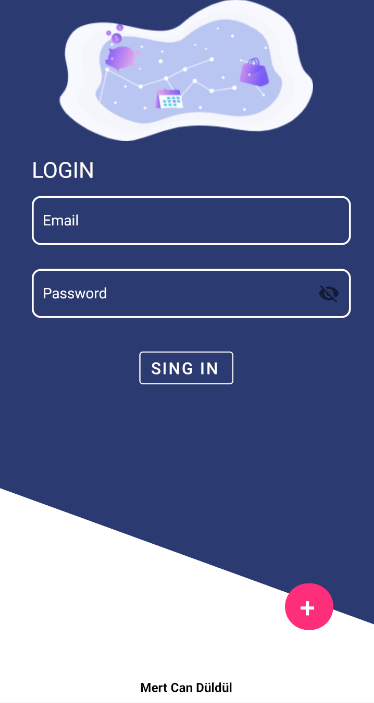 LOGIN
Email
Password
SING IN
+
Mert Can Düldül